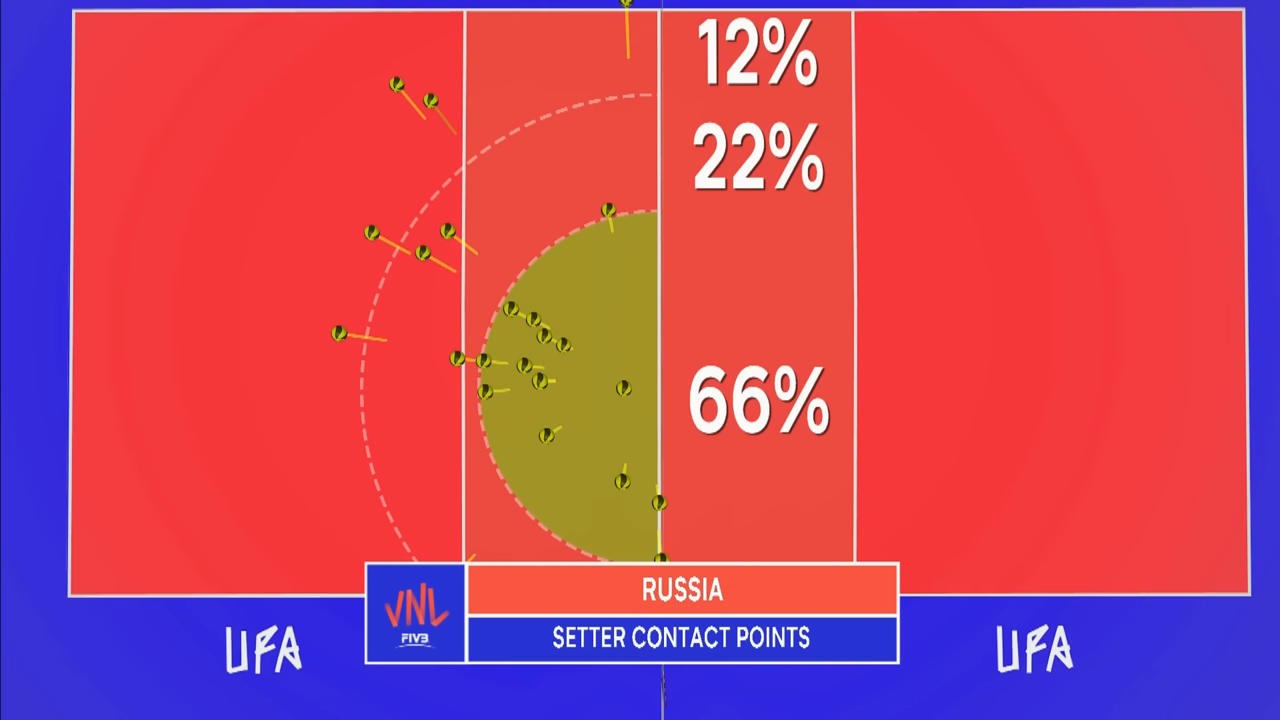 12%
22%
66%
RUSSIA
VNL
FIVB
SETTER CONTACT POINTS
UFA
UFA